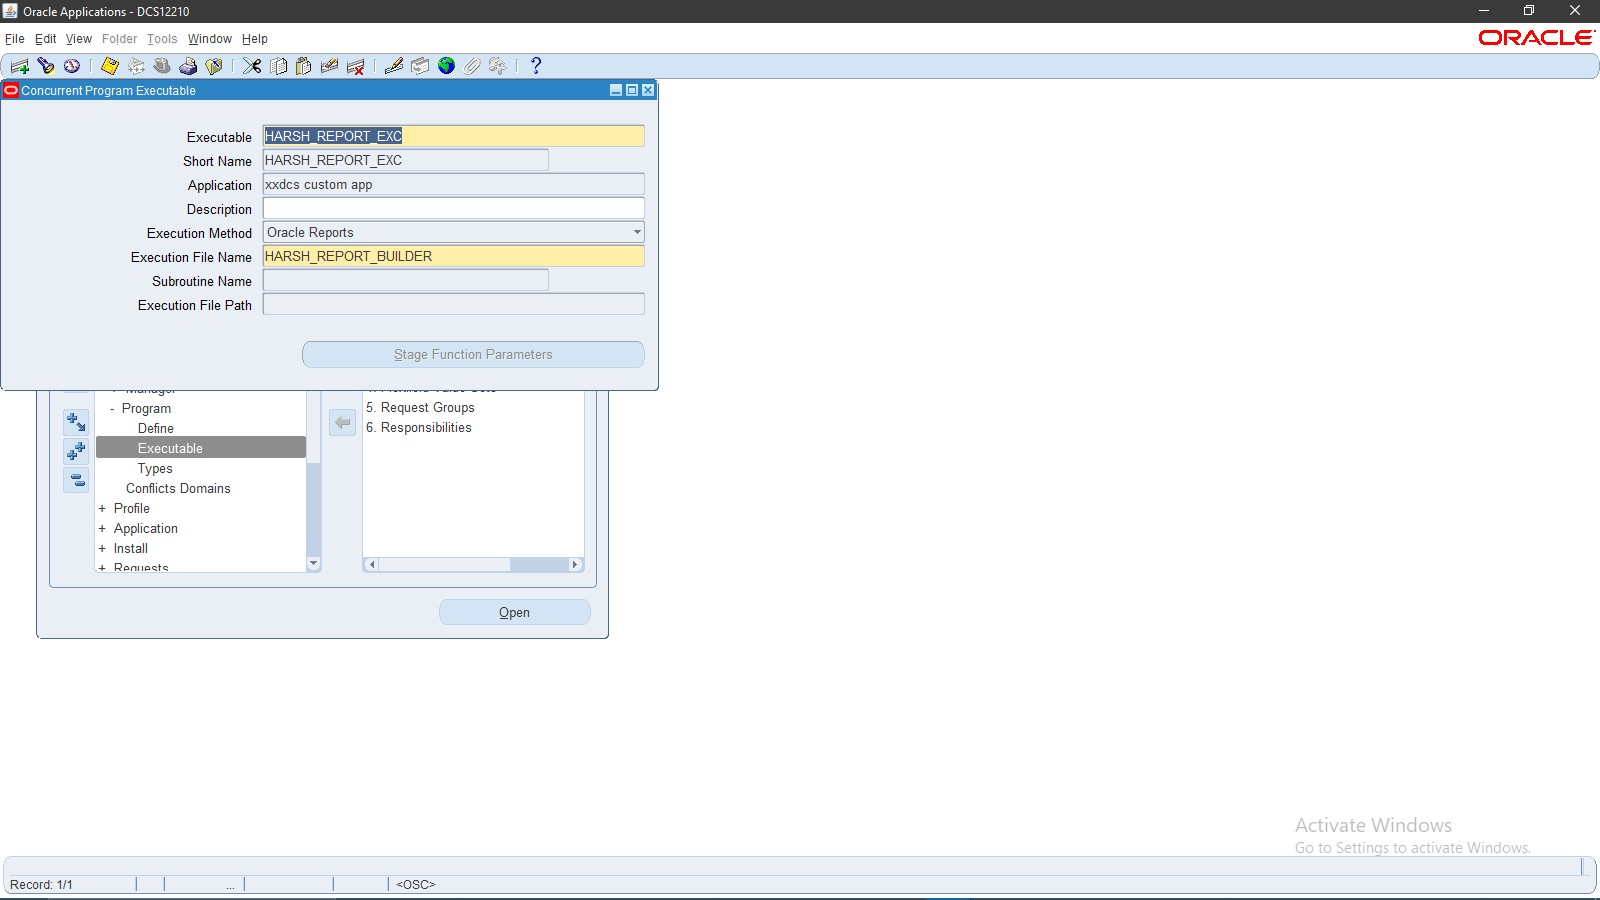 Oracle Applications - DCS12210
File Edit View Folder Tools Window Help
ORACLE
Concurrent Program Executable
Executable HARSH_REPORT_EXC
Short Name HARSH_REPORT_EXC
Application xxdcs custom app
Description
Execution Method Oracle Reports
Execution File Name HARSH_REPORT_BUILDER
Subroutine Name
Execution File Path
Stage Function Parameters
- Program
Define
Executable
Types
Conflicts Domains
+ Profile
+ Application
+ Install
+ Requests
5. Request Groups
6. Responsibilities
Open
Activate Windows
Go to Settings to activate Windows.
Record: 1/1 ... <OSC>